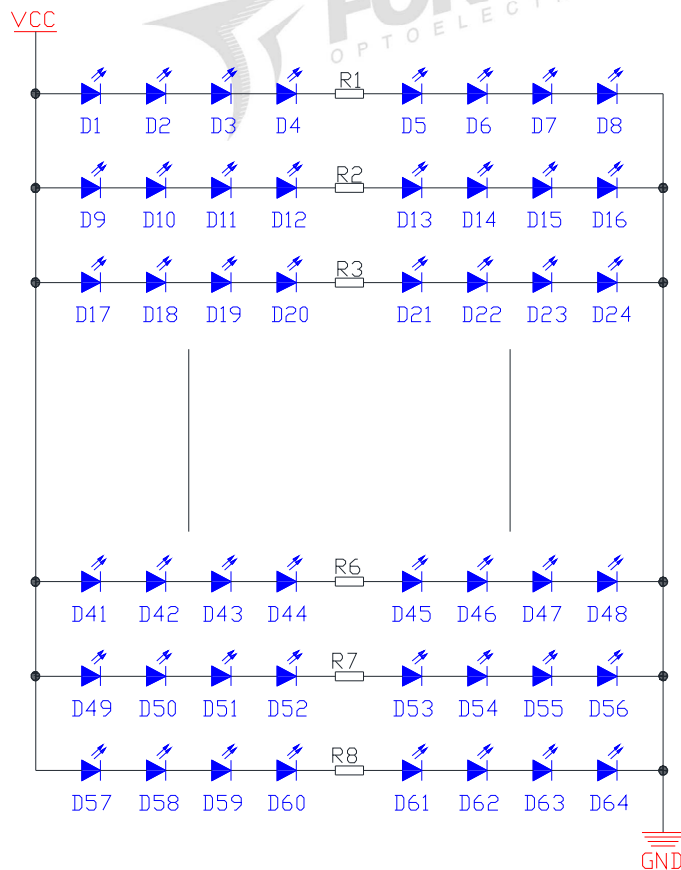 VCC
OPTOELECT
R1
D1 D2 D3 D4 D5 D6 D7 D8
R2
D9 D10 D11 D12 D13 D14 D15 D16
R3
D17 D18 D19 D20 D21 D22 D23 D24
R6
D41 D42 D43 D44 D45 D46 D47 D48
R7
D49 D50 D51 D52 D53 D54 D55 D56
R8
D57 D58 D59 D60 D61 D62 D63 D64
GND